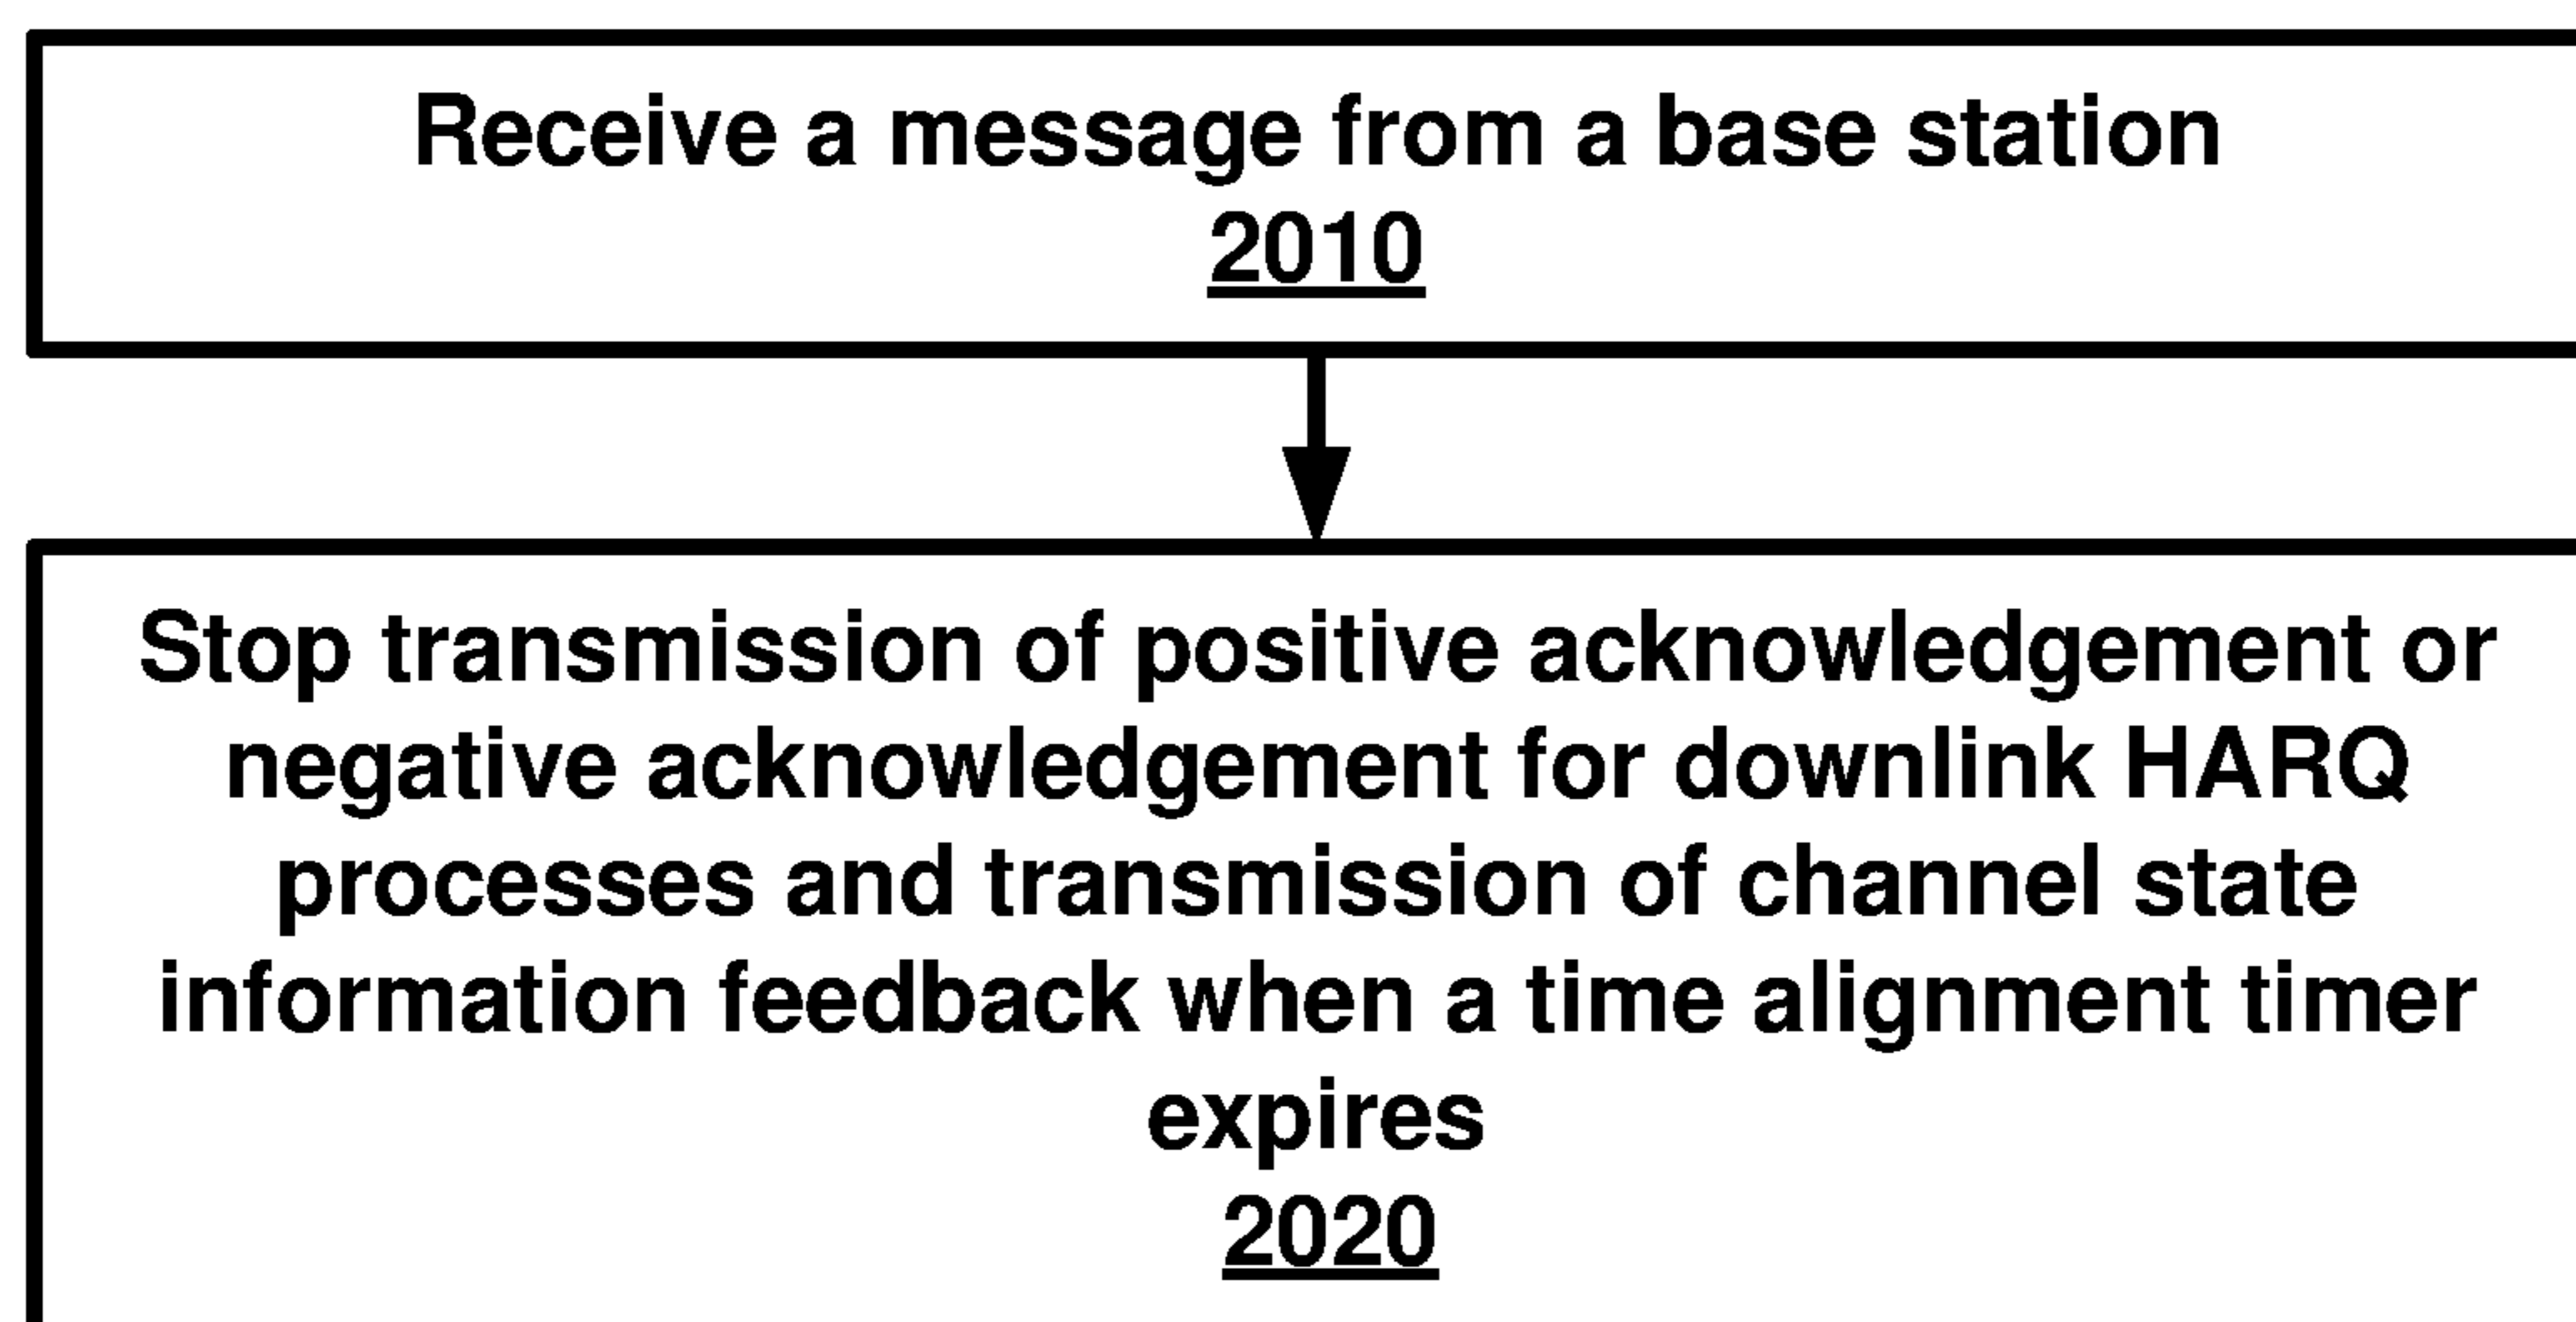 Receive a message from a base station
2010
Stop transmission of positive acknowledgement or
negative acknowledgement for downlink HARQ
processes and transmission of channel state
information feedback when a time alignment timer
expires
2020